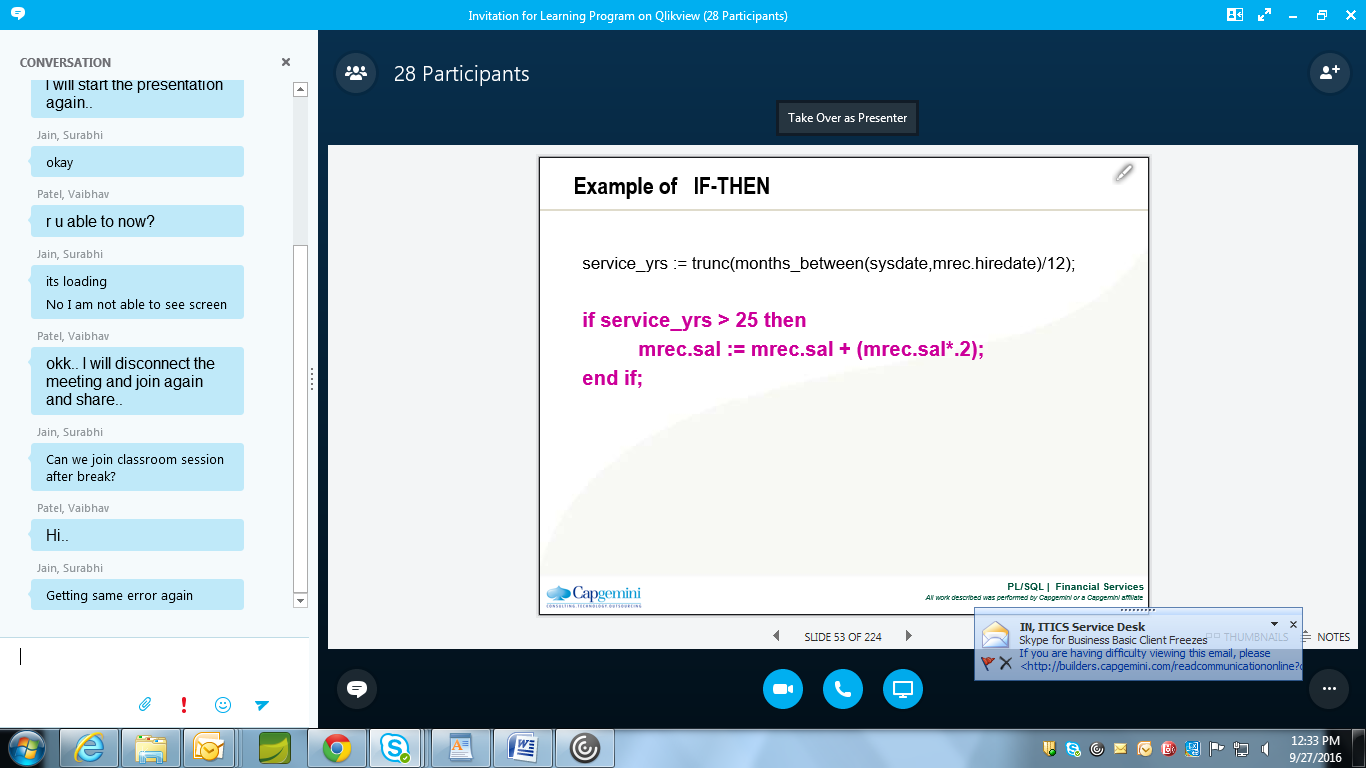 Invitation for Learning Program on Qlikview (28 Participants)
CONVERSATION
I will start the presentation
again..
Jain, Surabhi
okay
Patel, Vaibhav
r u able to now?
Jain, Surabhi
its loading
No I am not able to see screen
Patel, Vaibhav
okk.. I will disconnect the
meeting and join again
and share..
Jain, Surabhi
Can we join classroom session
after break?
Patel, Vaibhav
Hi..
Jain, Surabhi
Getting same error again
28 Participants
Take Over as Presenter
Example of IF-THEN
service_yrs := trunc(months_between(sysdate,mrec.hiredate)/12);
if service_yrs > 25 then
mrec.sal := mrec.sal + (mrec.sal*.2);
end if;
Capgemini
CONSULTING.TECHNOLOGY.OUTSOURCING
PL/SQL | Financial Services
All work described was performed by Capgemini or a Capgemini affiliate
SLIDE 53 OF 224
THUMBNAILS
NOTES
IN, ITICS Service Desk
Skype for Business Basic Client Freezes
If you are having difficulty viewing this email, please
<http://builders.capgemini.com/readcommunicationonline?c
12:33 PM
9/27/2016